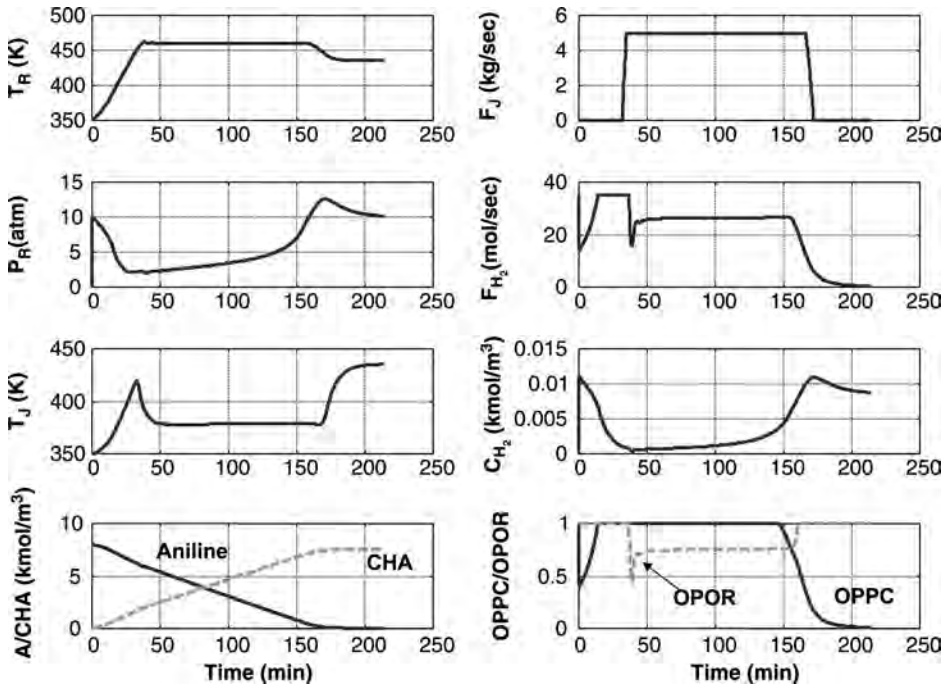 T_R (K)
450
400
350
0 50 100 150 200 250
F_J (kg/sec)
6
4
2
0
0 50 100 150 200 250
P_R(atm)
15
10
5
0
0 50 100 150 200 250
F_H2(mol/sec)
40
20
0
0 50 100 150 200 250
T_J (K)
450
400
350
0 50 100 150 200 250
C_H2 (kmol/m³)
0.015
0.01
0.005
0
0 50 100 150 200 250
A/CHA (kmol/m³)
10
5
0
Aniline
CHA
0 50 100 150 200 250
Time (min)
OPPC/OPOR
1
0.5
0
OPOR
OPPC
0 50 100 150 200 250
Time (min)